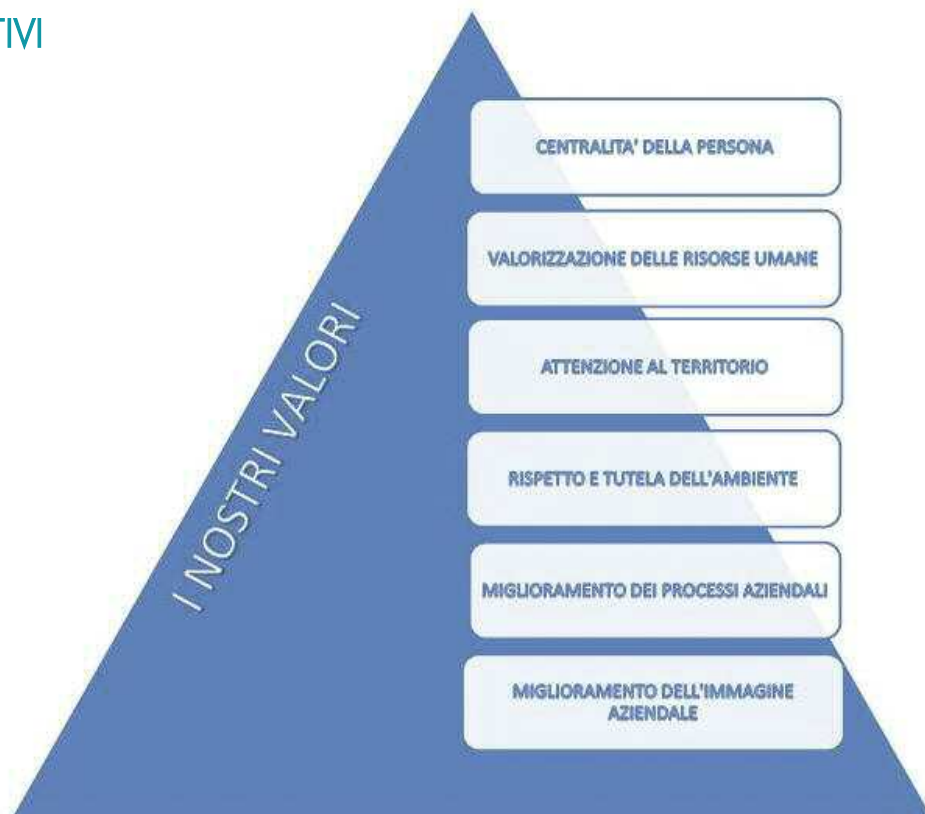 CENTRALITA' DELLA PERSONA
VALORIZZAZIONE DELLE RISORSE UMANE
ATTENZIONE AL TERRITORIO
I NOSTRI VALORI
RISPETTO E TUTELA DELL'AMBIENTE
MIGLIORAMENTO DEI PROCESSI AZIENDALI
MIGLIORAMENTO DELL'IMMAGINE
AZIENDALE